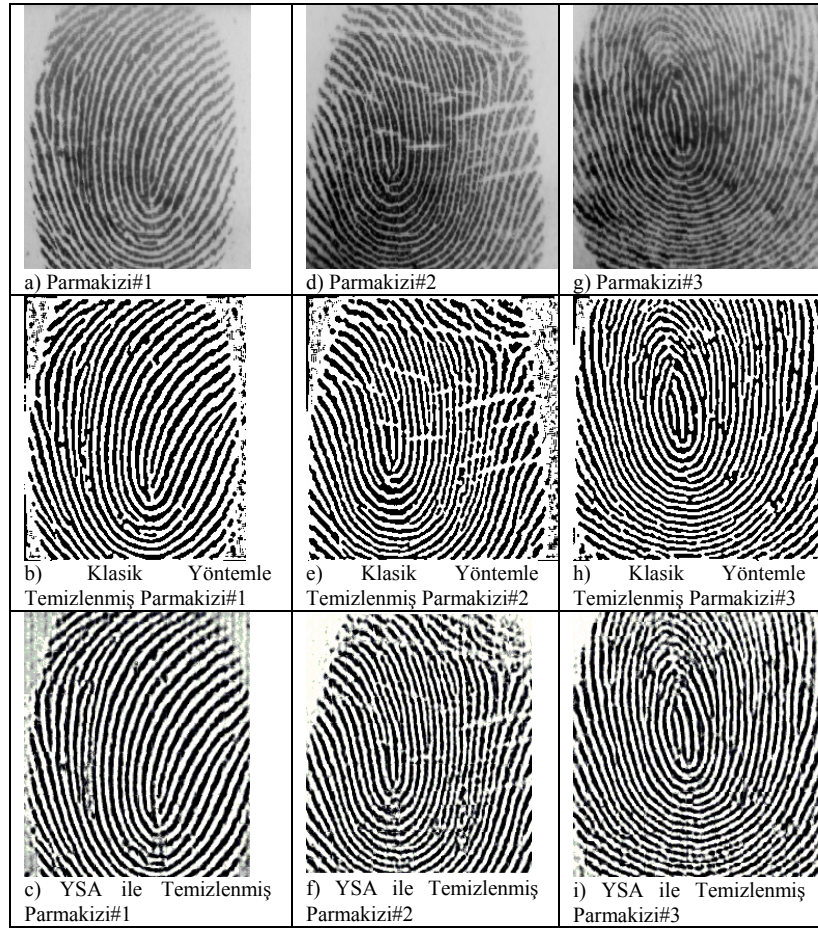 a) Parmakizi#1
d) Parmakizi#2
g) Parmakizi#3
b) Klasik Yöntemle
Temizlenmiş Parmakizi#1
e) Klasik Yöntemle
Temizlenmiş Parmakizi#2
h) Klasik Yöntemle
Temizlenmiş Parmakizi#3
c) YSA ile Temizlenmiş
Parmakizi#1
f) YSA ile Temizlenmiş
Parmakizi#2
i) YSA ile Temizlenmiş
Parmakizi#3